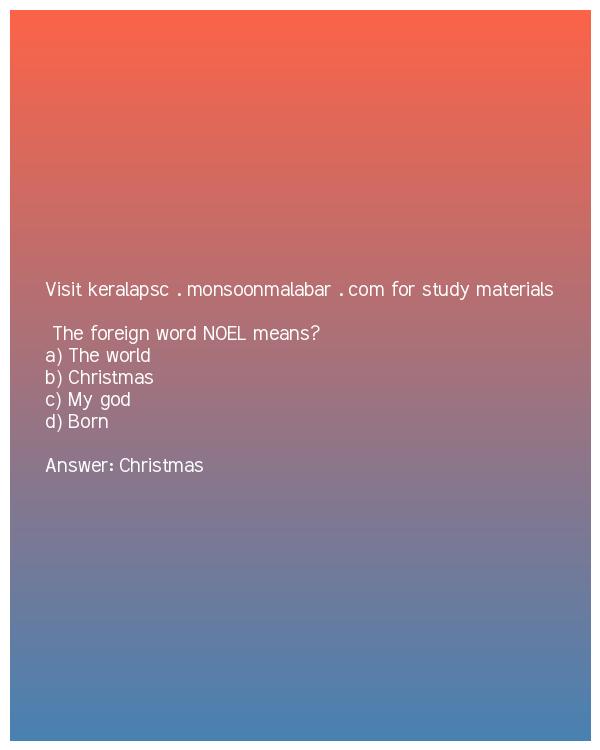 Visit keralapsc . monsoonmalabar . com for study materials
The foreign word NOEL means?
a) The world
b) Christmas
c) My god
d) Born
Answer: Christmas